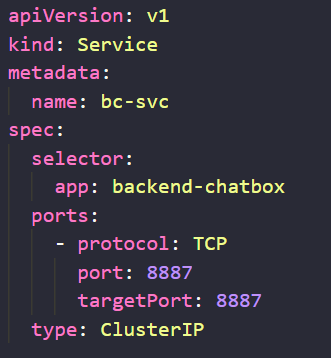 apiVersion: v1
kind: Service
metadata:
  name: bc-svc
spec:
  selector:
    app: backend-chatbox
  ports:
    - protocol: TCP
      port: 8887
      targetPort: 8887
  type: ClusterIP